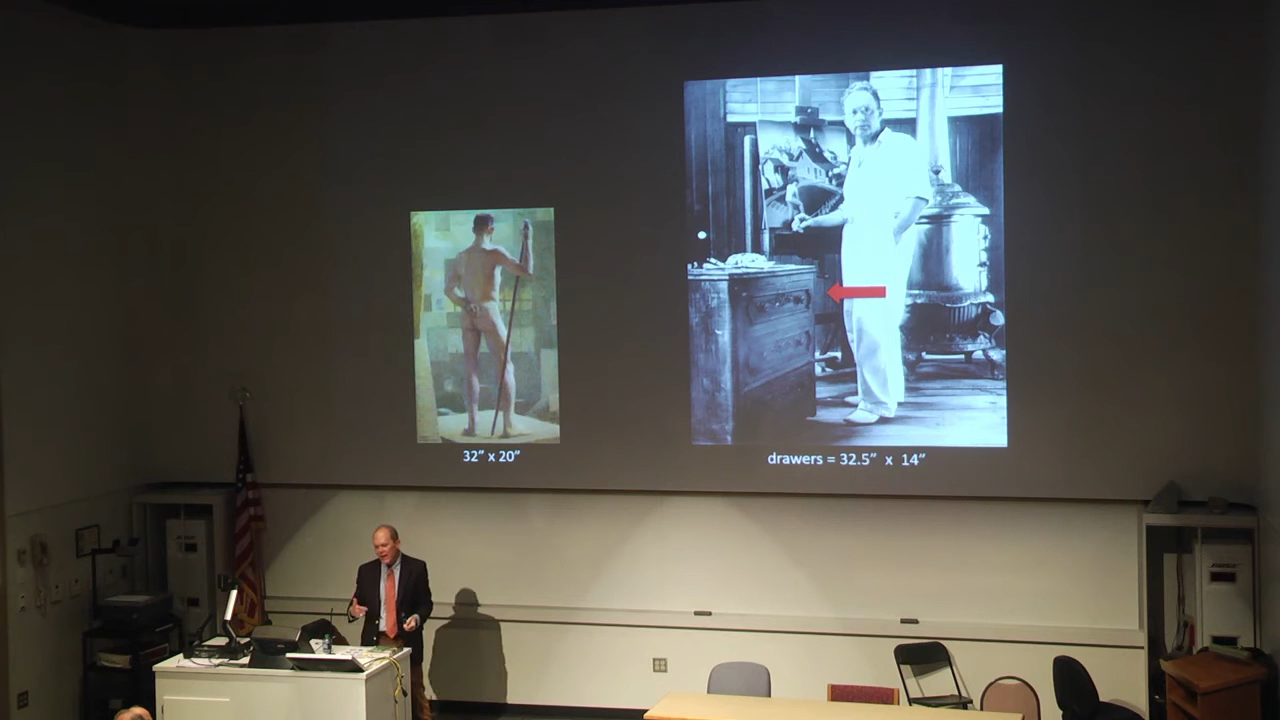 32” x 20”
drawers = 32.5”  x  14”